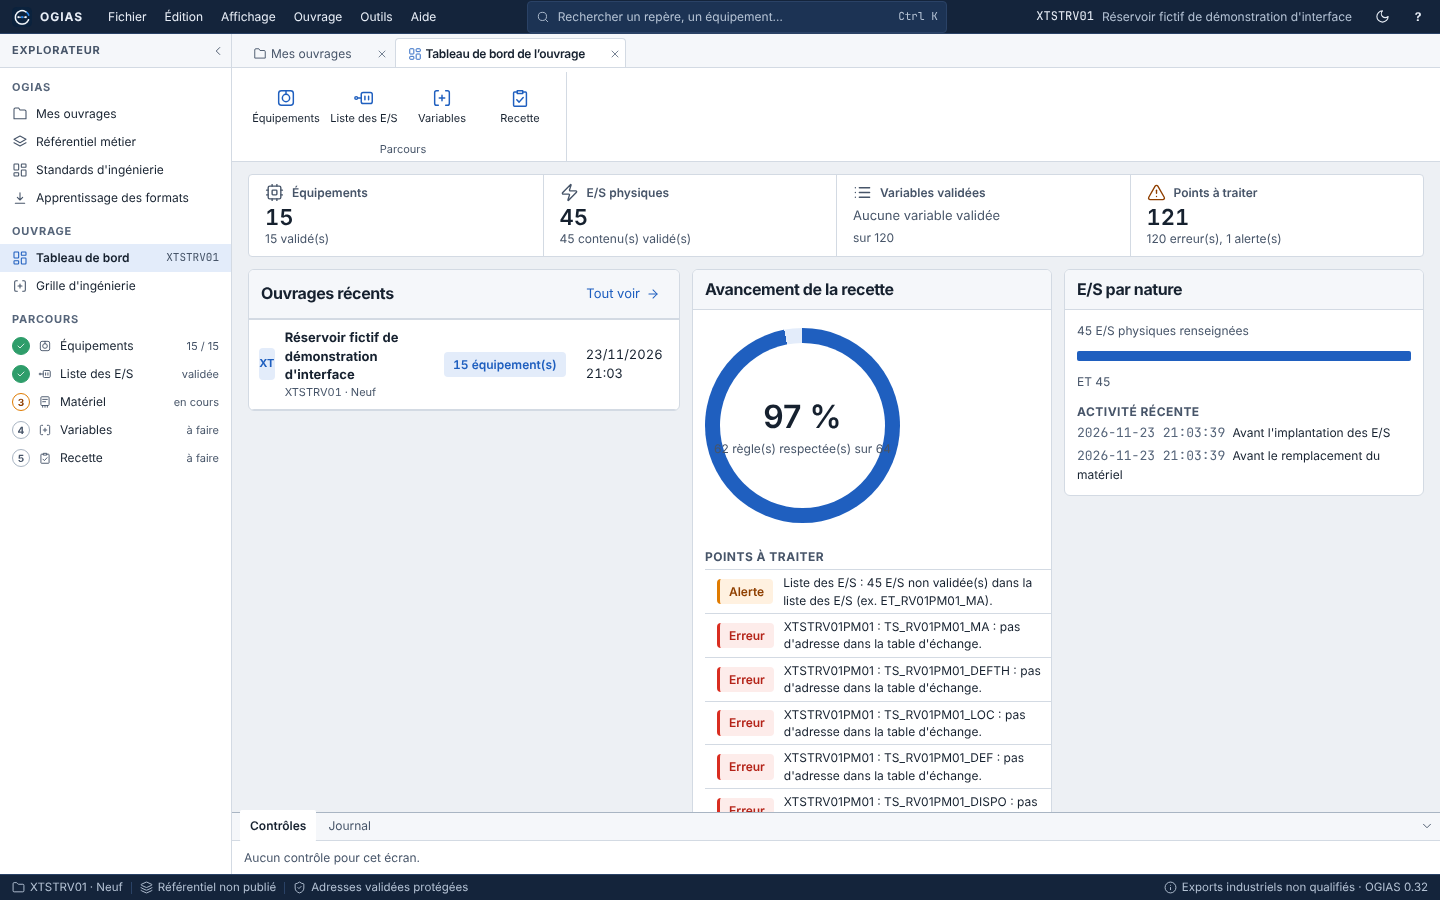 OGIAS
Fichier Édition Affichage Ouvrage Outils Aide
Rechercher un repère, un équipement... Ctrl K
XTSTRV01 Réservoir fictif de démonstration d'interface
?
EXPLORATEUR
OGIAS
Mes ouvrages
Référentiel métier
Standards d'ingénierie
Apprentissage des formats
OUVRAGE
Tableau de bord XTSTRV01
Grille d'ingénierie
PARCOURS
Équipements 15 / 15
Liste des E/S validée
3 Matériel en cours
4 Variables à faire
5 Recette à faire
Mes ouvrages
Tableau de bord de l'ouvrage
Équipements
Liste des E/S
Variables
Recette
Parcours
Équipements
15
15 validé(s)
E/S physiques
45
45 contenu(s) validé(s)
Variables validées
Aucune variable validée
sur 120
Points à traiter
121
120 erreur(s), 1 alerte(s)
Ouvrages récents
Tout voir
XT
Réservoir fictif de
démonstration
d'interface
XTSTRV01 · Neuf
15 équipement(s)
23/11/2026
21:03
Avancement de la recette
97 %
règle(s) respectée(s) sur
POINTS À TRAITER
Alerte
Liste des E/S : 45 E/S non validée(s) dans la
liste des E/S (ex. ET_RV01PM01_MA).
Erreur
XTSTRV01PM01 : TS_RV01PM01_MA : pas
d'adresse dans la table d'échange.
Erreur
XTSTRV01PM01 : TS_RV01PM01_DEFTH : pas
d'adresse dans la table d'échange.
Erreur
XTSTRV01PM01 : TS_RV01PM01_LOC : pas
d'adresse dans la table d'échange.
Erreur
XTSTRV01PM01 : TS_RV01PM01_DEF : pas
d'adresse dans la table d'échange.
Erreur
XTSTRV01PM01 : TS_RV01PM01_DISPO : pas
E/S par nature
45 E/S physiques renseignées
ET 45
ACTIVITÉ RÉCENTE
2026-11-23 21:03:39 Avant l'implantation des E/S
2026-11-23 21:03:39 Avant le remplacement du
matériel
Contrôles Journal
Aucun contrôle pour cet écran.
XTSTRV01 · Neuf
Référentiel non publié
Adresses validées protégées
Exports industriels non qualifiés · OGIAS 0.32